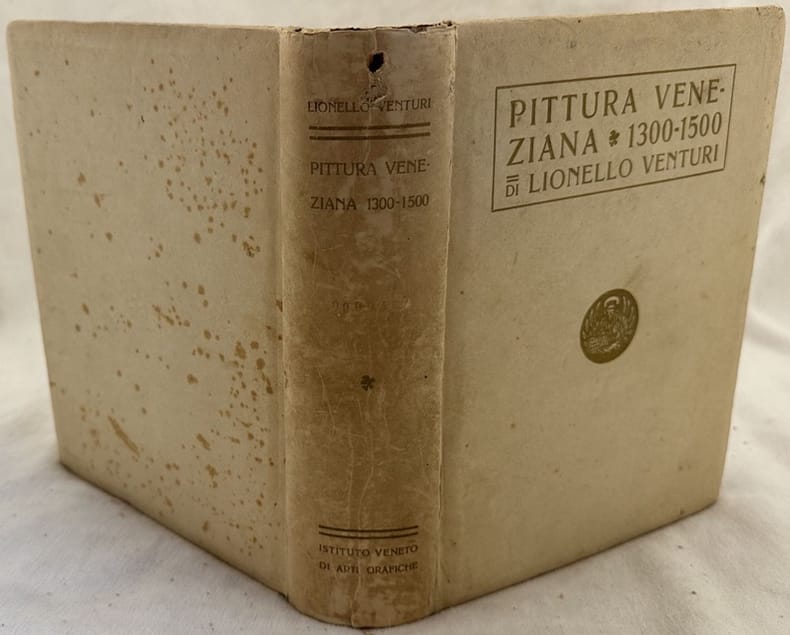 LIONELLO VENTURI
PITTURA VENE-
ZIANA 1300-1500
ISTITUTO VENETO
DI ARTI GRAFICHE
PITTURA VENE-
ZIANA 1300-1500
DI LIONELLO VENTURI